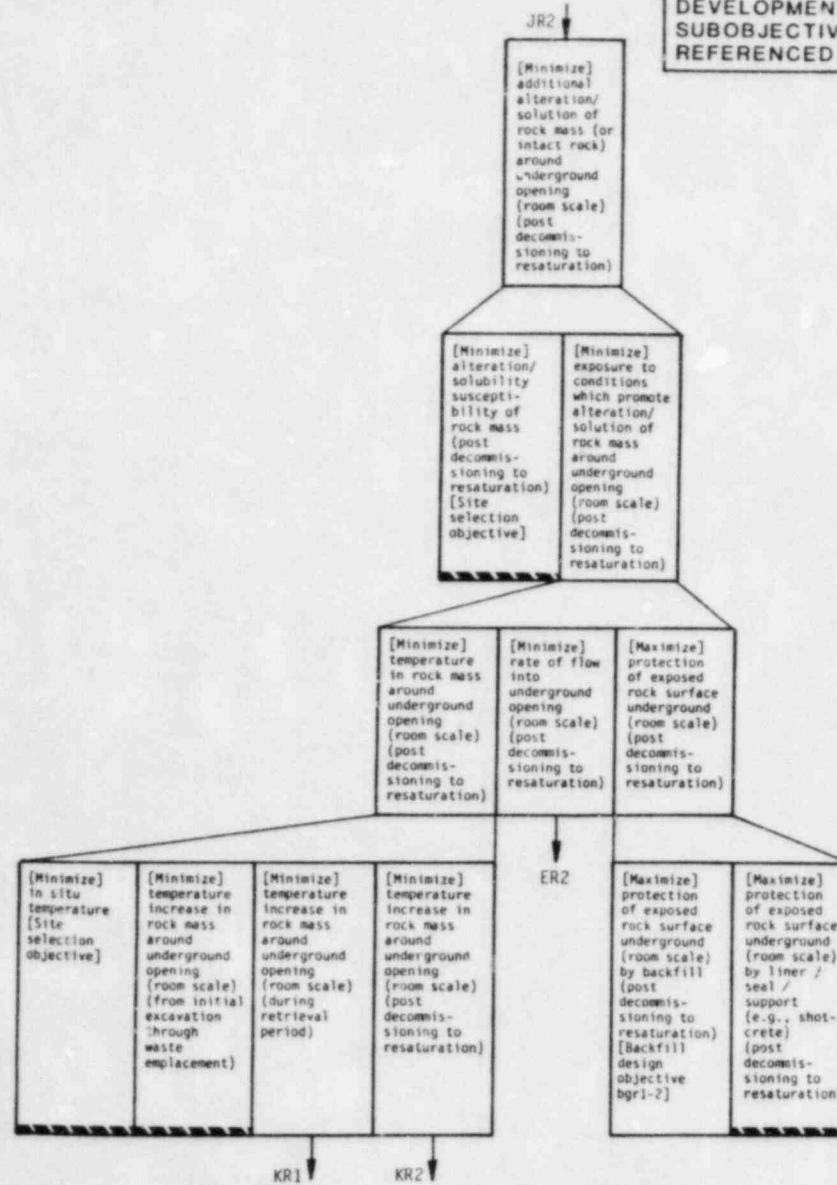 DEVELOPMEN
SUBOBJECTIV
REFERENCED
JR2
[Minimize]
additional
alteration/
solution of
rock mass (or
intact rock)
around
underground
opening
(room scale)
(post
decommis-
sioning to
resaturation)
[Minimize]
alteration/
solubility
suscepti-
bility of
rock mass
(post
decommis-
sioning to
resaturation)
[Site
selection
objective]
[Minimize]
exposure to
conditions
which promote
alteration/
solution of
rock mass
around
underground
opening
(room scale)
(post
decommis-
sioning to
resaturation)
[Minimize]
temperature
in rock mass
around
underground
opening
(room scale)
(post
decommis-
sioning to
resaturation)
[Minimize]
rate of flow
into
underground
opening
(room scale)
(post
decommis-
sioning to
resaturation)
[Maximize]
protection
of exposed
rock surface
underground
(room scale)
(post
decommis-
sioning to
resaturation)
ER2
[Minimize]
in situ
temperature
[Site
selection
objective]
[Minimize]
temperature
increase in
rock mass
around
underground
opening
(room scale)
(from initial
excavation
through
waste
emplacement)
[Minimize]
temperature
increase in
rock mass
around
underground
opening
(room scale)
(during
retrieval
period)
[Minimize]
temperature
increase in
rock mass
around
underground
opening
(room scale)
(post
decommis-
sioning to
resaturation)
[Maximize]
protection
of exposed
rock surface
underground
(room scale)
by backfill
(post
decommis-
sioning to
resaturation)
[Backfill
design
objective
bgr1-2]
[Maximize]
protection
of exposed
rock surface
underground
(room scale)
by liner /
seal /
support
(e.g., shot-
crete)
(post
decommis-
sioning to
resaturation
KR1
KR2